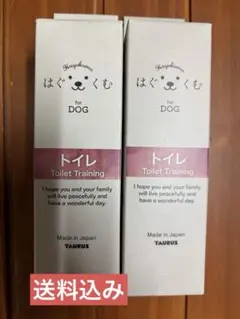 はぐくむ
for
DOG
トイレ
Toilet Training
I hope you and your family
will live peacefully and
have a wonderful day.
Made in Japan
TAURUS
はぐくむ
for
DOG
トイレ
Toilet Training
I hope you and your family
will live peacefully and
have a wonderful day.
Made in Japan
TAURUS
送料込み